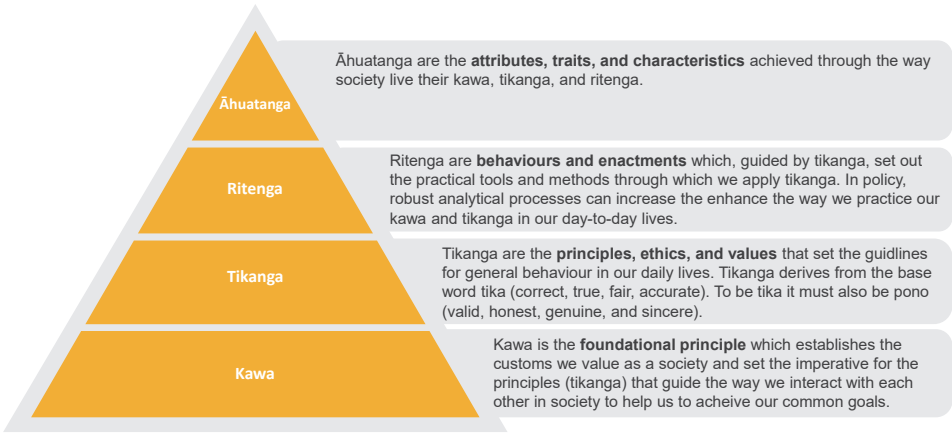 Āhuatanga
Āhuatanga are the attributes, traits, and characteristics achieved through the way
society live their kawa, tikanga, and ritenga.
Ritenga
Ritenga are behaviours and enactments which, guided by tikanga, set out
the practical tools and methods through which we apply tikanga. In policy,
robust analytical processes can increase the enhance the way we practice our
kawa and tikanga in our day-to-day lives.
Tikanga
Tikanga are the principles, ethics, and values that set the guidlines
for general behaviour in our daily lives. Tikanga derives from the base
word tika (correct, true, fair, accurate). To be tika it must also be pono
(valid, honest, genuine, and sincere).
Kawa
Kawa is the foundational principle which establishes the
customs we value as a society and set the imperative for the
principles (tikanga) that guide the way we interact with each
other in society to help us to acheive our common goals.